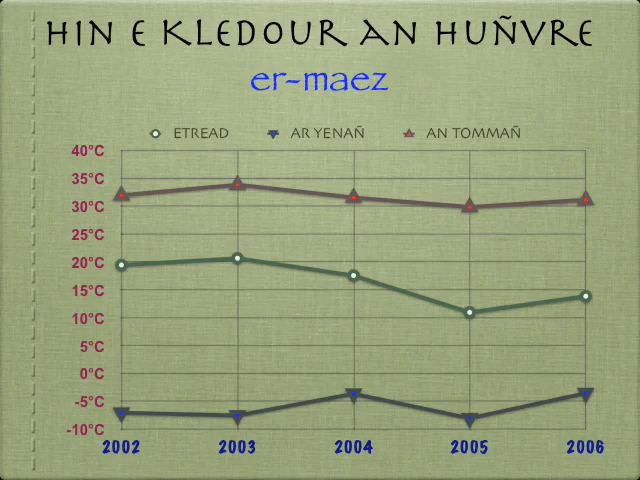 HIN E KLEDOUR AN HUÑVRE
er-maez
ETREAD AR YENAÑ AN TOMMAÑ
40°C
35°C
30°C
25°C
20°C
15°C
10°C
5°C
0°C
-5°C
-10°C
2002 2003 2004 2005 2006